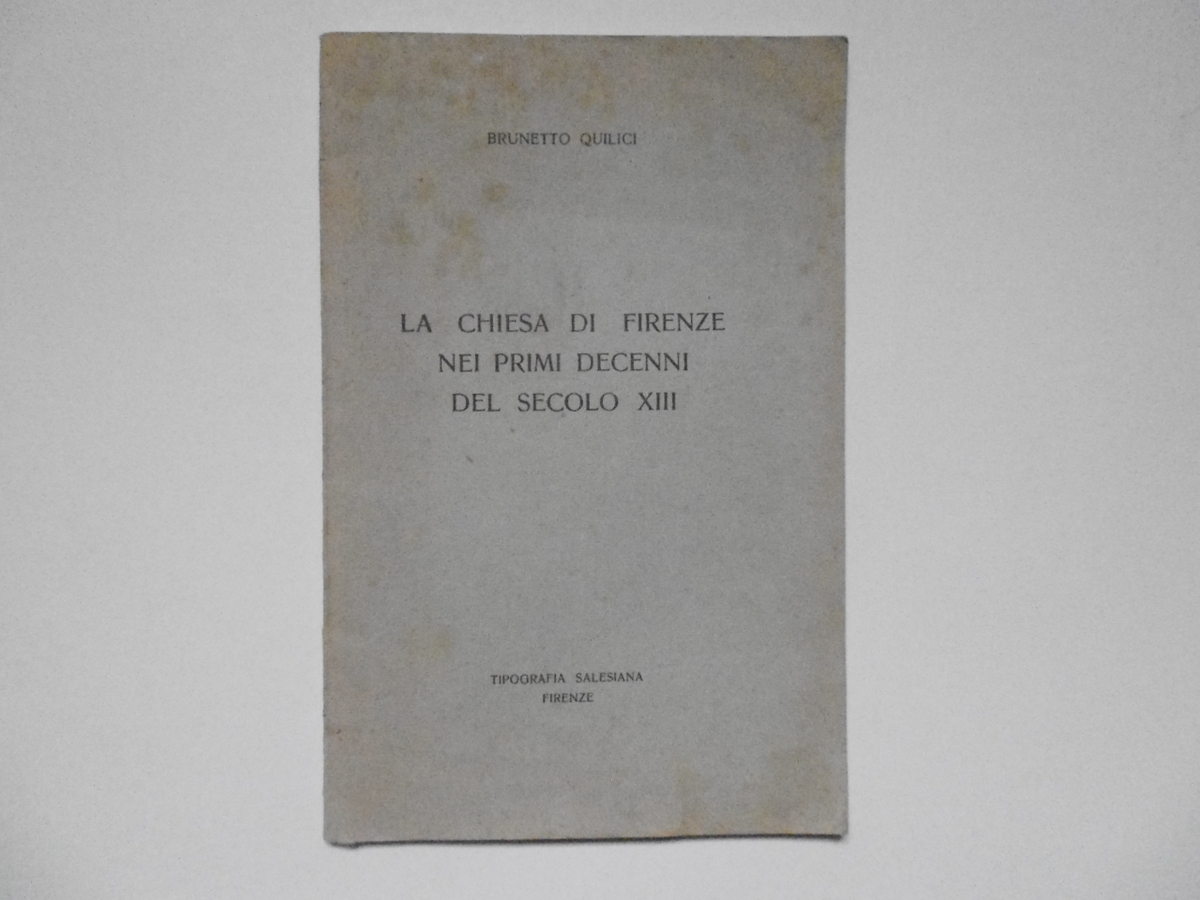 BRUNETTO QUILICI
LA CHIESA DI FIRENZE
NEI PRIMI DECENNI
DEL SECOLO XIII
TIPOGRAFIA SALESIANA
FIRENZE